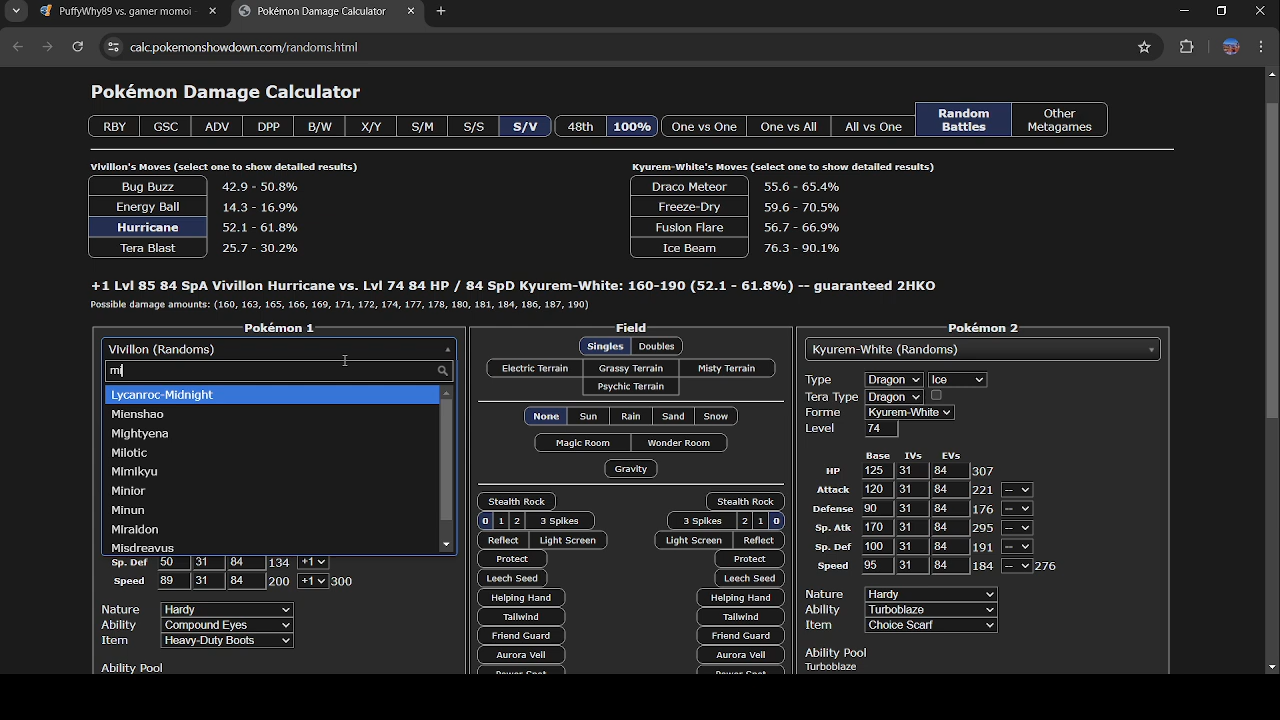 PuffyWhy89 vs. gamer momoi
Pokémon Damage Calculator
calc.pokemonshowdown.com/randoms.html
Pokémon Damage Calculator
RBY GSC ADV DPP B/W X/Y S/M S/S S/V 48th 100% One vs One One vs All All vs One Random Battles Other Metagames
Vivillon's Moves (select one to show detailed results)
Bug Buzz 42.9 - 50.8%
Energy Ball 14.3 - 16.9%
Hurricane 52.1 - 61.8%
Tera Blast 25.7 - 30.2%
Kyurem-White's Moves (select one to show detailed results)
Draco Meteor 55.6 - 65.4%
Freeze-Dry 59.6 - 70.5%
Fusion Flare 56.7 - 66.9%
Ice Beam 76.3 - 90.1%
+1 Lvl 85 84 SpA Vivillon Hurricane vs. Lvl 74 84 HP / 84 SpD Kyurem-White: 160-190 (52.1 - 61.8%) -- guaranteed 2HKO
Possible damage amounts: (160, 163, 165, 166, 169, 171, 172, 174, 177, 178, 180, 181, 184, 186, 187, 190)
Pokémon 1
Vivillon (Randoms)
mi
Lycanroc-Midnight
Mienshao
Mightyena
Milotic
Mimikyu
Minior
Minun
Miraidon
Misdreavus
Sp. Def 50 31 84 134 +1
Speed 89 31 84 200 +1 300
Nature Hardy
Ability Compound Eyes
Item Heavy-Duty Boots
Ability Pool
Field
Singles Doubles
Electric Terrain Grassy Terrain Misty Terrain
Psychic Terrain
None Sun Rain Sand Snow
Magic Room Wonder Room
Gravity
Stealth Rock Stealth Rock
0 1 2 3 Spikes 3 Spikes 2 1 0
Reflect Light Screen Light Screen Reflect
Protect Protect
Leech Seed Leech Seed
Helping Hand Helping Hand
Tailwind Tailwind
Friend Guard Friend Guard
Aurora Veil Aurora Veil
Power Spot Power Spot
Pokémon 2
Kyurem-White (Randoms)
Type Dragon Ice
Tera Type Dragon
Forme Kyurem-White
Level 74
Base IVs EVs
HP 125 31 84 307
Attack 120 31 84 221 --
Defense 90 31 84 176 --
Sp. Atk 170 31 84 295 --
Sp. Def 100 31 84 191 --
Speed 95 31 84 184 -- 276
Nature Hardy
Ability Turboblaze
Item Choice Scarf
Ability Pool
Turboblaze